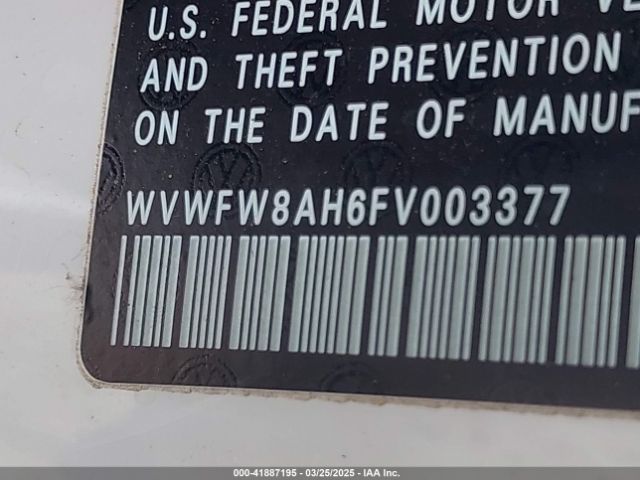 U.S. FEDERAL MOTOR VE
AND THEFT PREVENTION
ON THE DATE OF MANUF
WVWFW8AH6FV003377
000-41887195 - 03/25/2025 - IAA Inc.